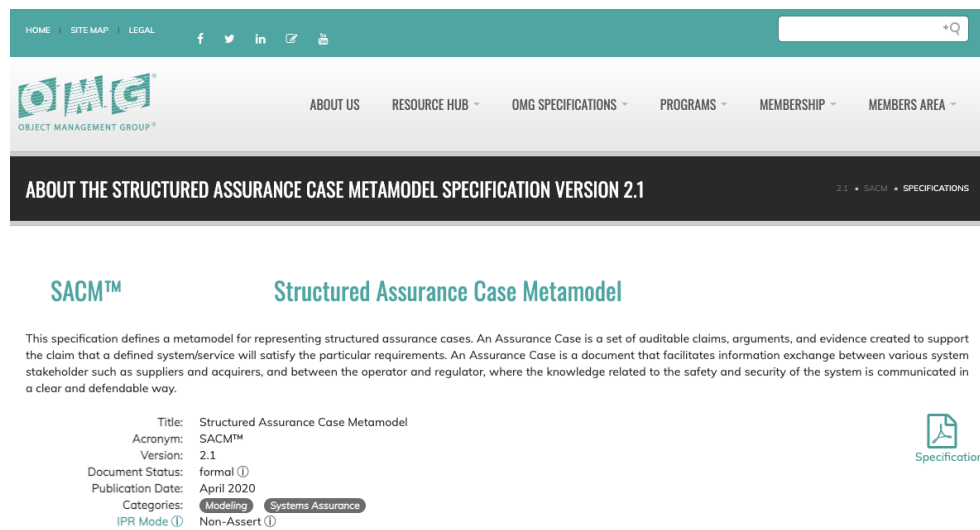 HOME | SITE MAP | LEGAL
OMG®
OBJECT MANAGEMENT GROUP®
ABOUT US RESOURCE HUB OMG SPECIFICATIONS PROGRAMS MEMBERSHIP MEMBERS AREA
ABOUT THE STRUCTURED ASSURANCE CASE METAMODEL SPECIFICATION VERSION 2.1
2.1 • SACM • SPECIFICATIONS
SACM™ Structured Assurance Case Metamodel
This specification defines a metamodel for representing structured assurance cases. An Assurance Case is a set of auditable claims, arguments, and evidence created to support
the claim that a defined system/service will satisfy the particular requirements. An Assurance Case is a document that facilitates information exchange between various system
stakeholder such as suppliers and acquirers, and between the operator and regulator, where the knowledge related to the safety and security of the system is communicated in
a clear and defendable way.
Title: Structured Assurance Case Metamodel
Acronym: SACM™
Version: 2.1
Document Status: formal ⓘ
Publication Date: April 2020
Categories: Modeling Systems Assurance
IPR Mode ⓘ Non-Assert ⓘ
Specification